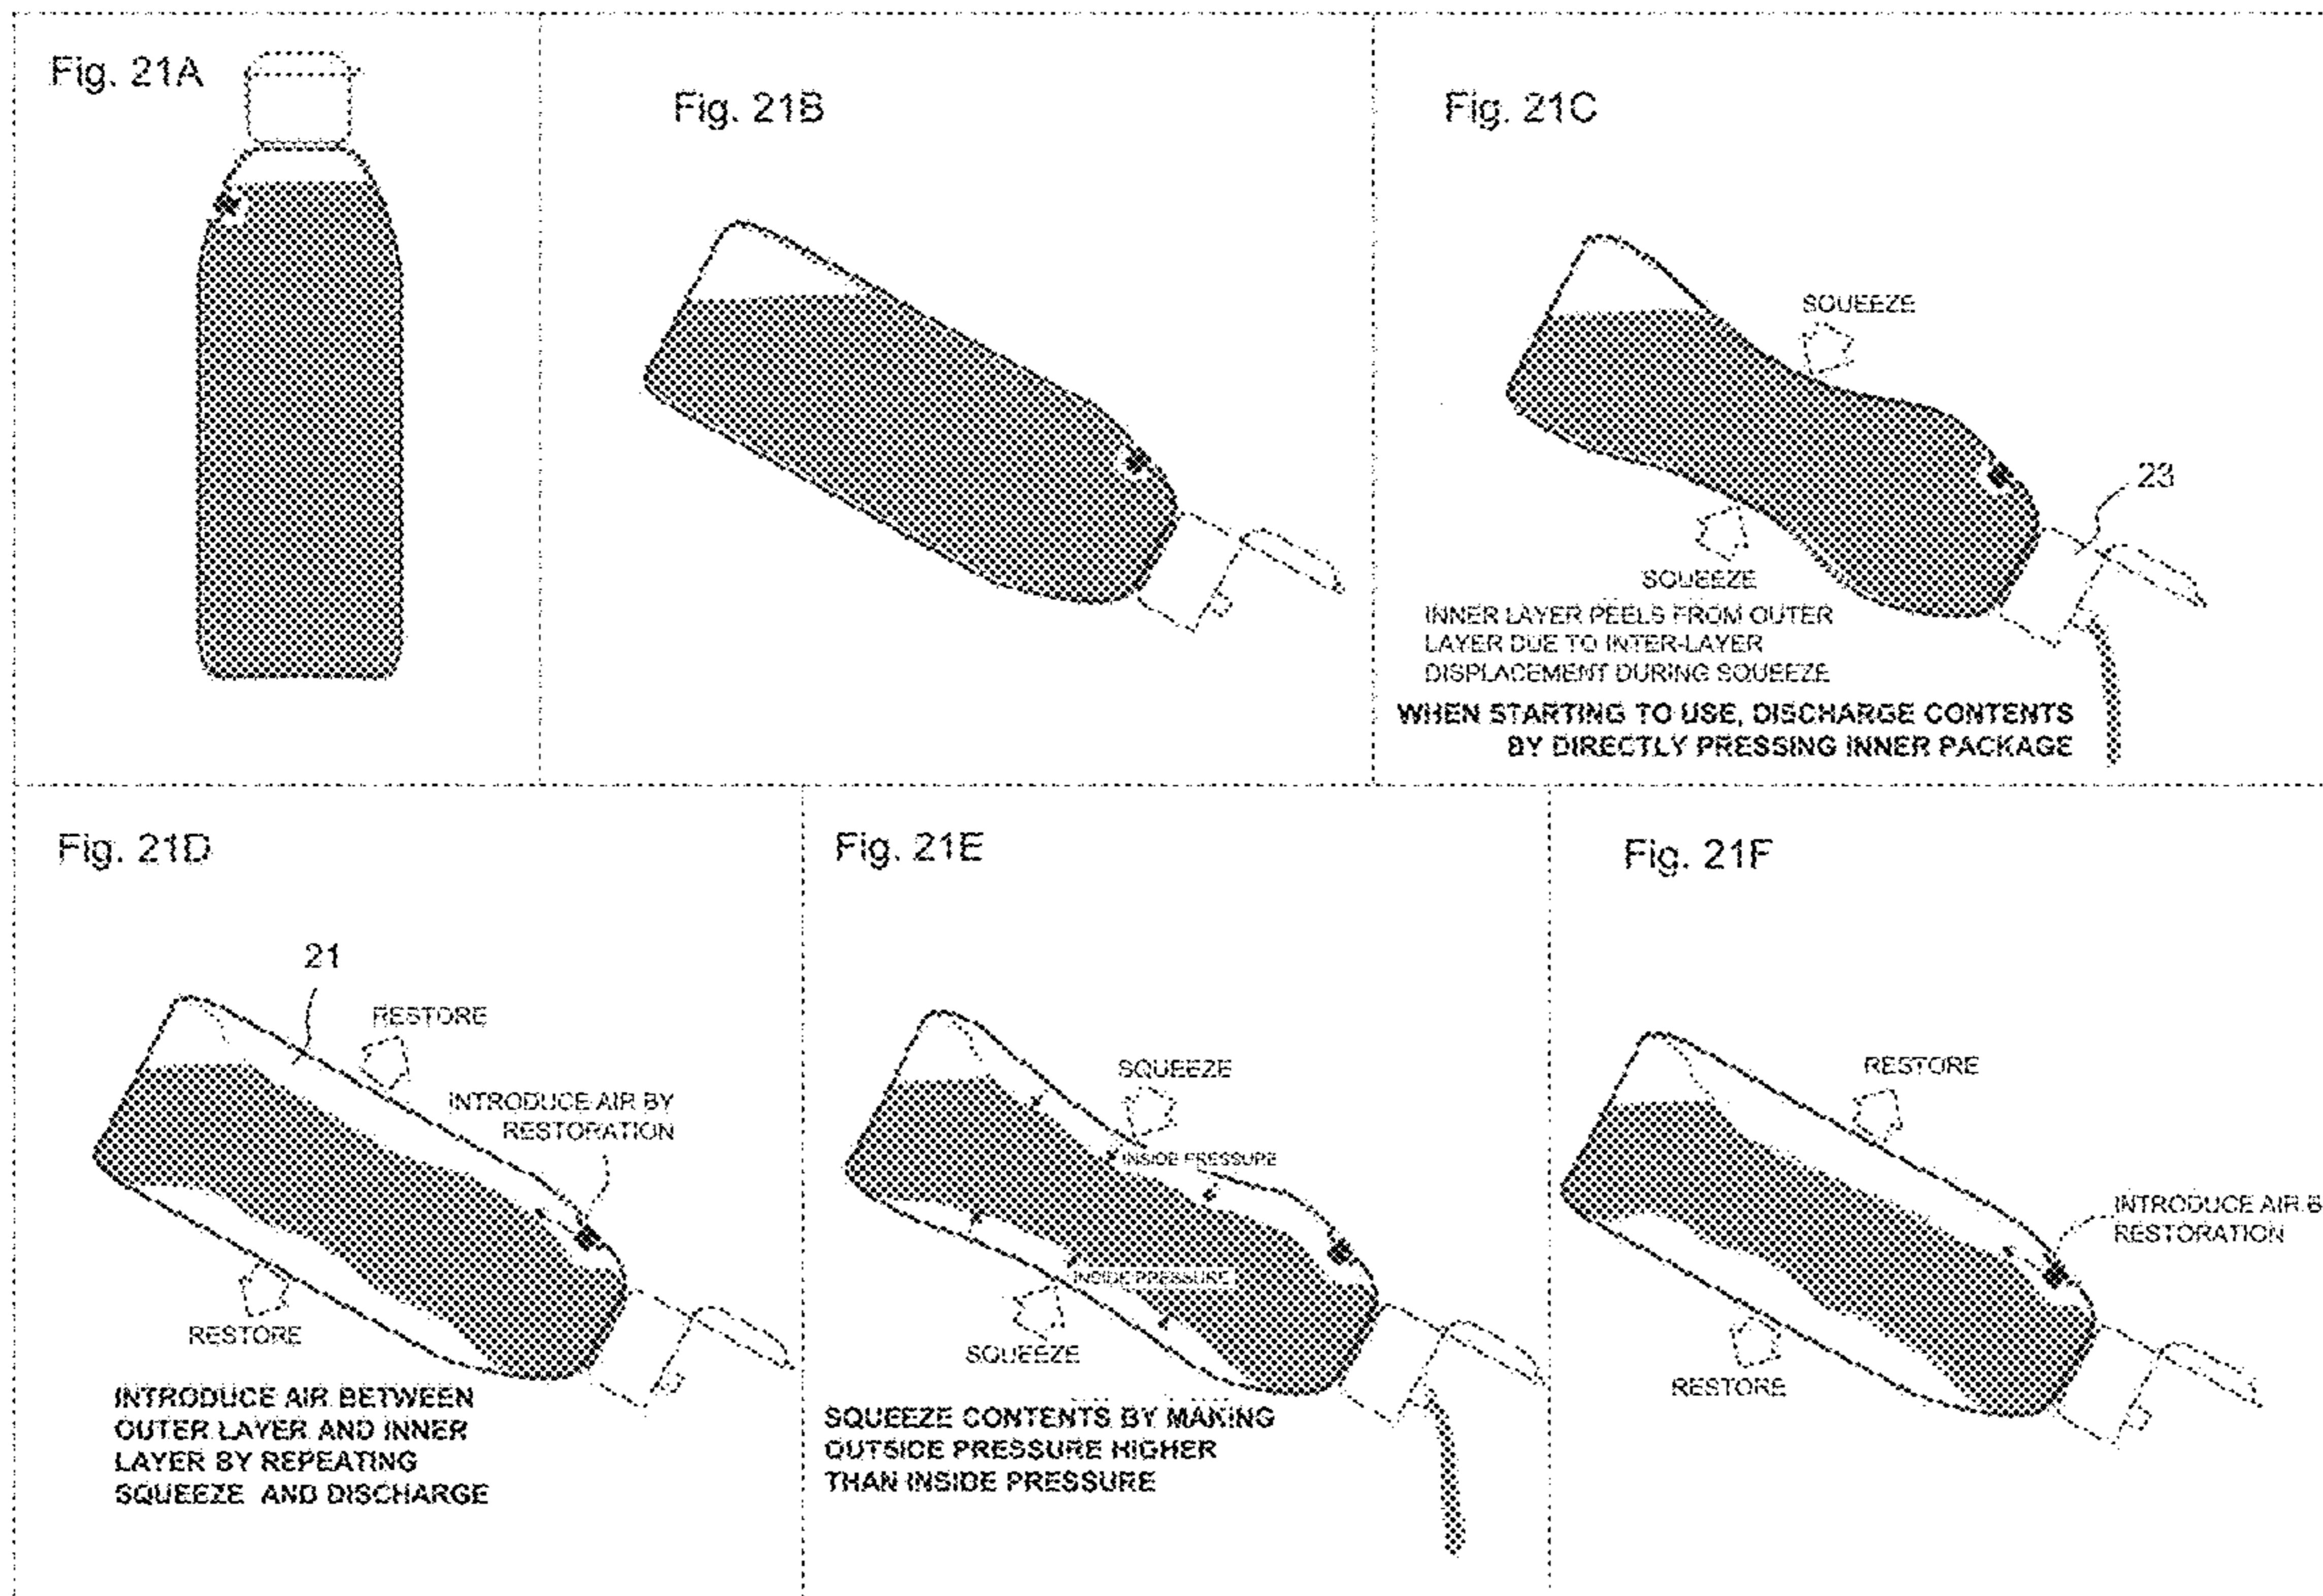 Fig. 21A
Fig. 21B
Fig. 21C
SQUEEZE
23
SQUEEZE
INNER LAYER PEELS FROM OUTER
LAYER DUE TO INTER-LAYER
DISPLACEMENT DURING SQUEEZE
WHEN STARTING TO USE, DISCHARGE CONTENTS
BY DIRECTLY PRESSING INNER PACKAGE
Fig. 21D
21
RESTORE
INTRODUCE AIR BY
RESTORATION
RESTORE
INTRODUCE AIR BETWEEN
OUTER LAYER AND INNER
LAYER BY REPEATING
SQUEEZE AND DISCHARGE
Fig. 21E
SQUEEZE
INSIDE PRESSURE
INSIDE PRESSURE
SQUEEZE
SQUEEZE CONTENTS BY MAKING
OUTSIDE PRESSURE HIGHER
THAN INSIDE PRESSURE
Fig. 21F
RESTORE
INTRODUCE AIR B
RESTORATION
RESTORE